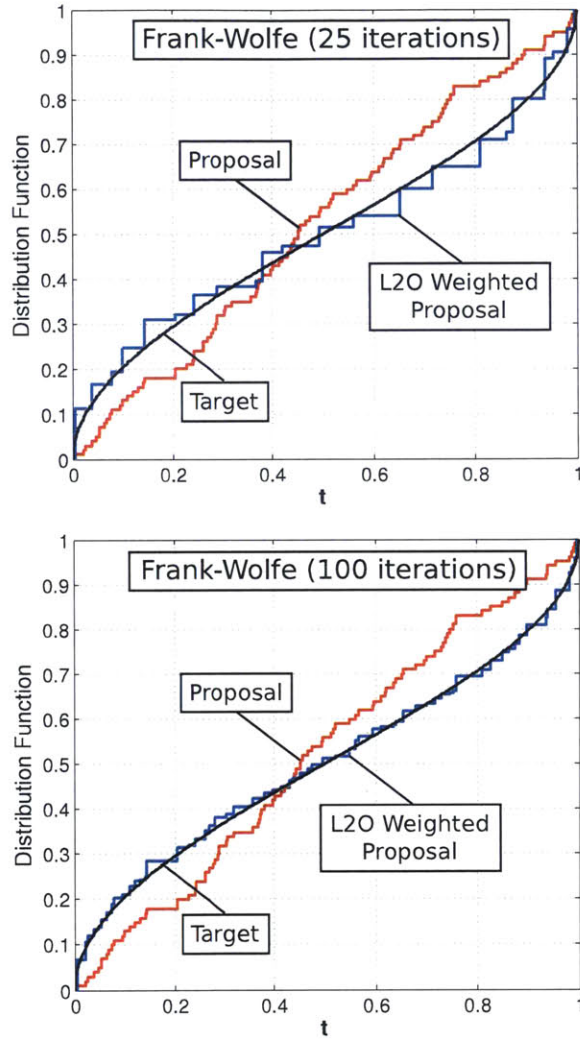 1
Frank-Wolfe (25 iterations)
0.9
0.8
0.7
Proposal
0.6
0.5
Distribution Function
0.4
L2O Weighted
Proposal
0.3
0.2
Target
0.1
0
0 0.2 0.4 0.6 0.8 1
t
1
Frank-Wolfe (100 iterations)
0.9
0.8
0.7
Proposal
0.6
0.5
Distribution Function
0.4
L2O Weighted
Proposal
0.3
0.2
Target
0.1
0
0 0.2 0.4 0.6 0.8 1
t